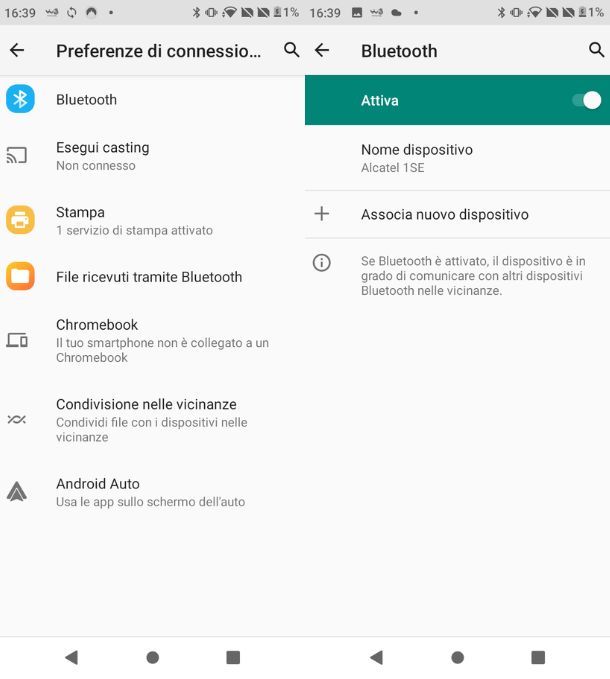 16:39
1%
Preferenze di connessio...
Bluetooth
Esegui casting
Non connesso
Stampa
1 servizio di stampa attivato
File ricevuti tramite Bluetooth
Chromebook
Il tuo smartphone non è collegato a un
Chromebook
Condivisione nelle vicinanze
Condividi file con i dispositivi nelle
vicinanze
Android Auto
Usa le app sullo schermo dell'auto
16:39
1%
Bluetooth
Attiva
Nome dispositivo
Alcatel 1SE
Associa nuovo dispositivo
Se Bluetooth è attivato, il dispositivo è in
grado di comunicare con altri dispositivi
Bluetooth nelle vicinanze.